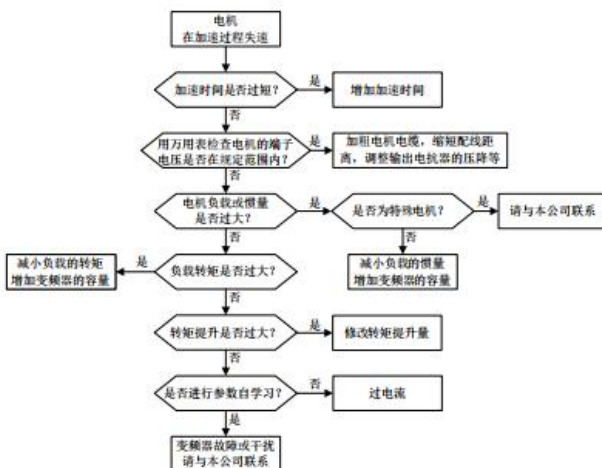 电机
在加速过程失速
加速时间是否过短？
是
增加加速时间
否
用万用表检查电机的端子
电压是否在规定范围内？
是
加粗电机电缆，缩短配线距
离，调整输出电抗器的压降等
否
电机负载或惯量
是否过大？
是
是否为特殊电机？
是
请与本公司联系
否
否
减小负载的惯量
增加变频器的容量
负载转矩是否过大？
是
减小负载的转矩
增加变频器的容量
否
转矩提升是否过大？
是
修改转矩提升量
否
是否进行参数自学习？
否
过电流
是
变频器故障或干扰
请与本公司联系